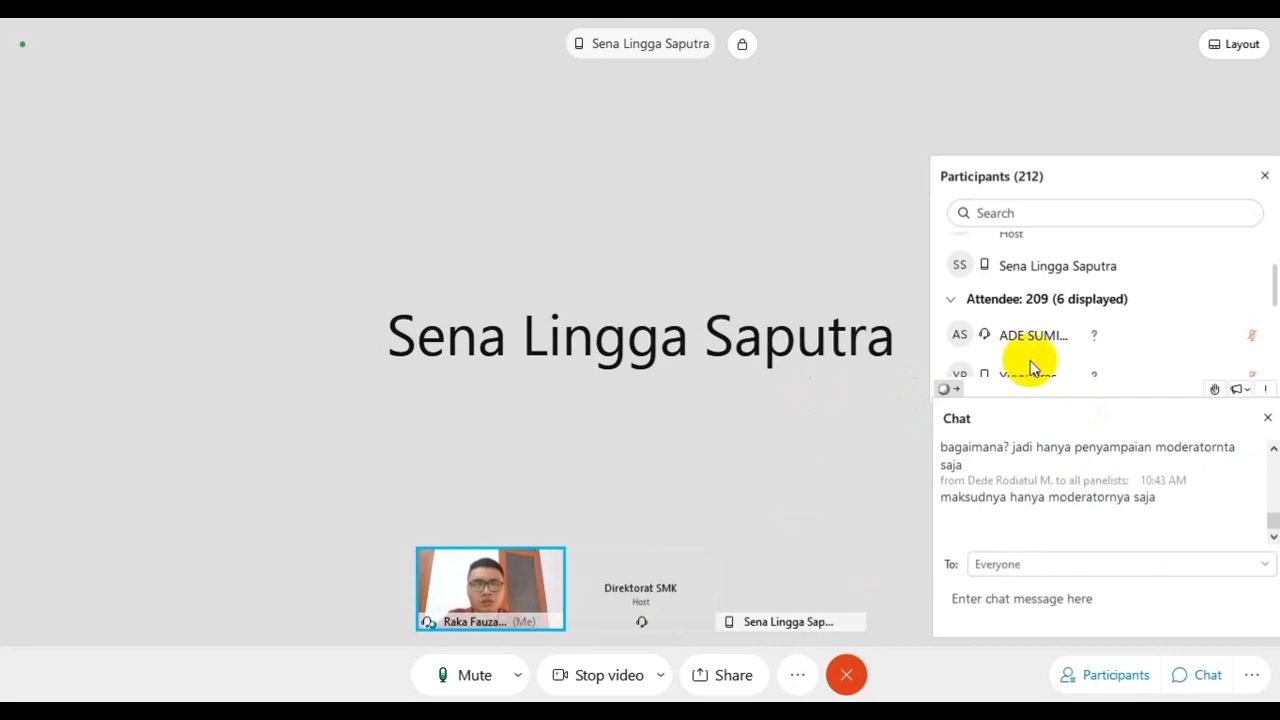 Sena Lingga Saputra
Layout
Sena Lingga Saputra
Participants (212)
Search
Host
SS Sena Lingga Saputra
Attendee: 209 (6 displayed)
AS ADE SUMI... ?
Chat
bagaimana? jadi hanya penyampaian moderatornta
saja
from Dede Rodiatul M. to all panelists: 10:43 AM
maksudnya hanya moderatornya saja
To: Everyone
Enter chat message here
Raka Fauza... (Me)
Direktorat SMK
Host
Sena Lingga Sap...
Mute
Stop video
Share
Participants
Chat